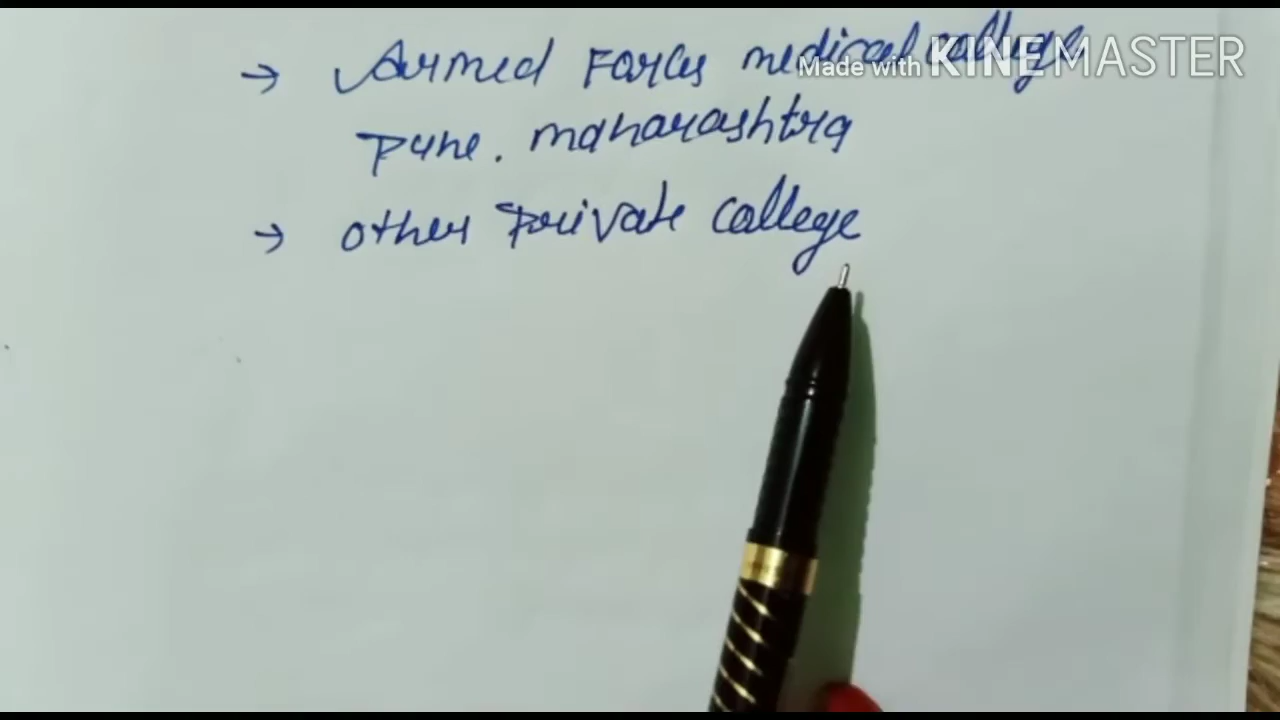 → Armed Forces medical college
Made with KINEMASTER
Pune. maharashtra
→ other Private college